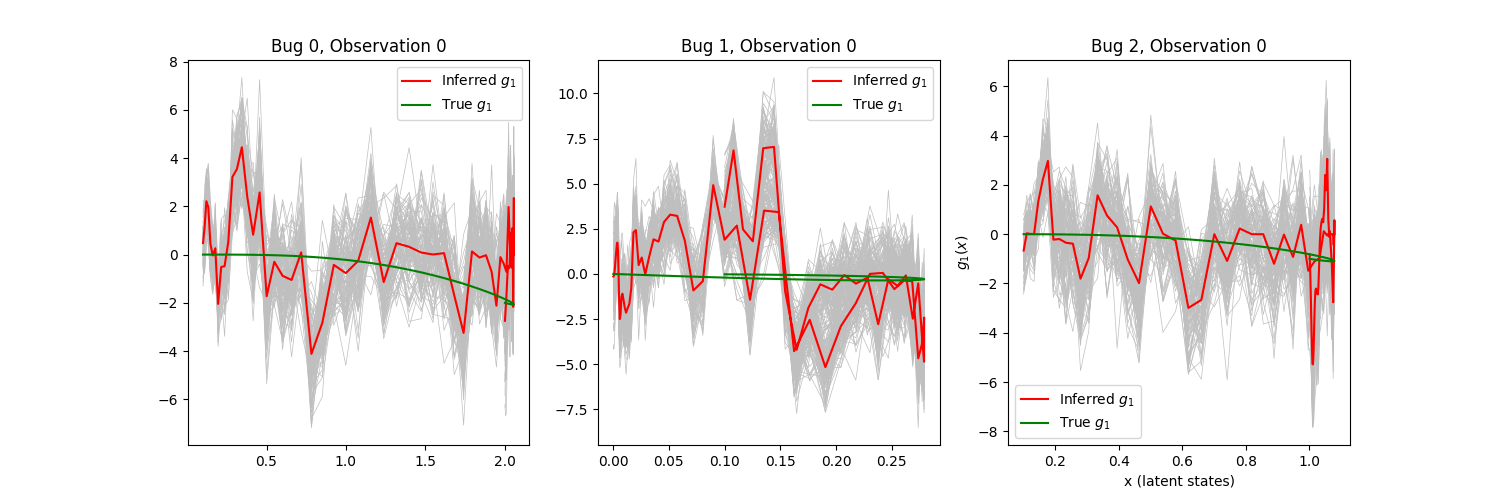 Bug 0, Observation 0
Inferred g₁
True g₁
8
6
4
2
0
−2
−4
−6
0.5 1.0 1.5 2.0
Bug 1, Observation 0
Inferred g₁
True g₁
10.0
7.5
5.0
2.5
0.0
−2.5
−5.0
−7.5
0.00 0.05 0.10 0.15 0.20 0.25
Bug 2, Observation 0
g₁(x)
6
4
2
0
−2
−4
−6
−8
Inferred g₁
True g₁
0.2 0.4 0.6 0.8 1.0
x (latent states)